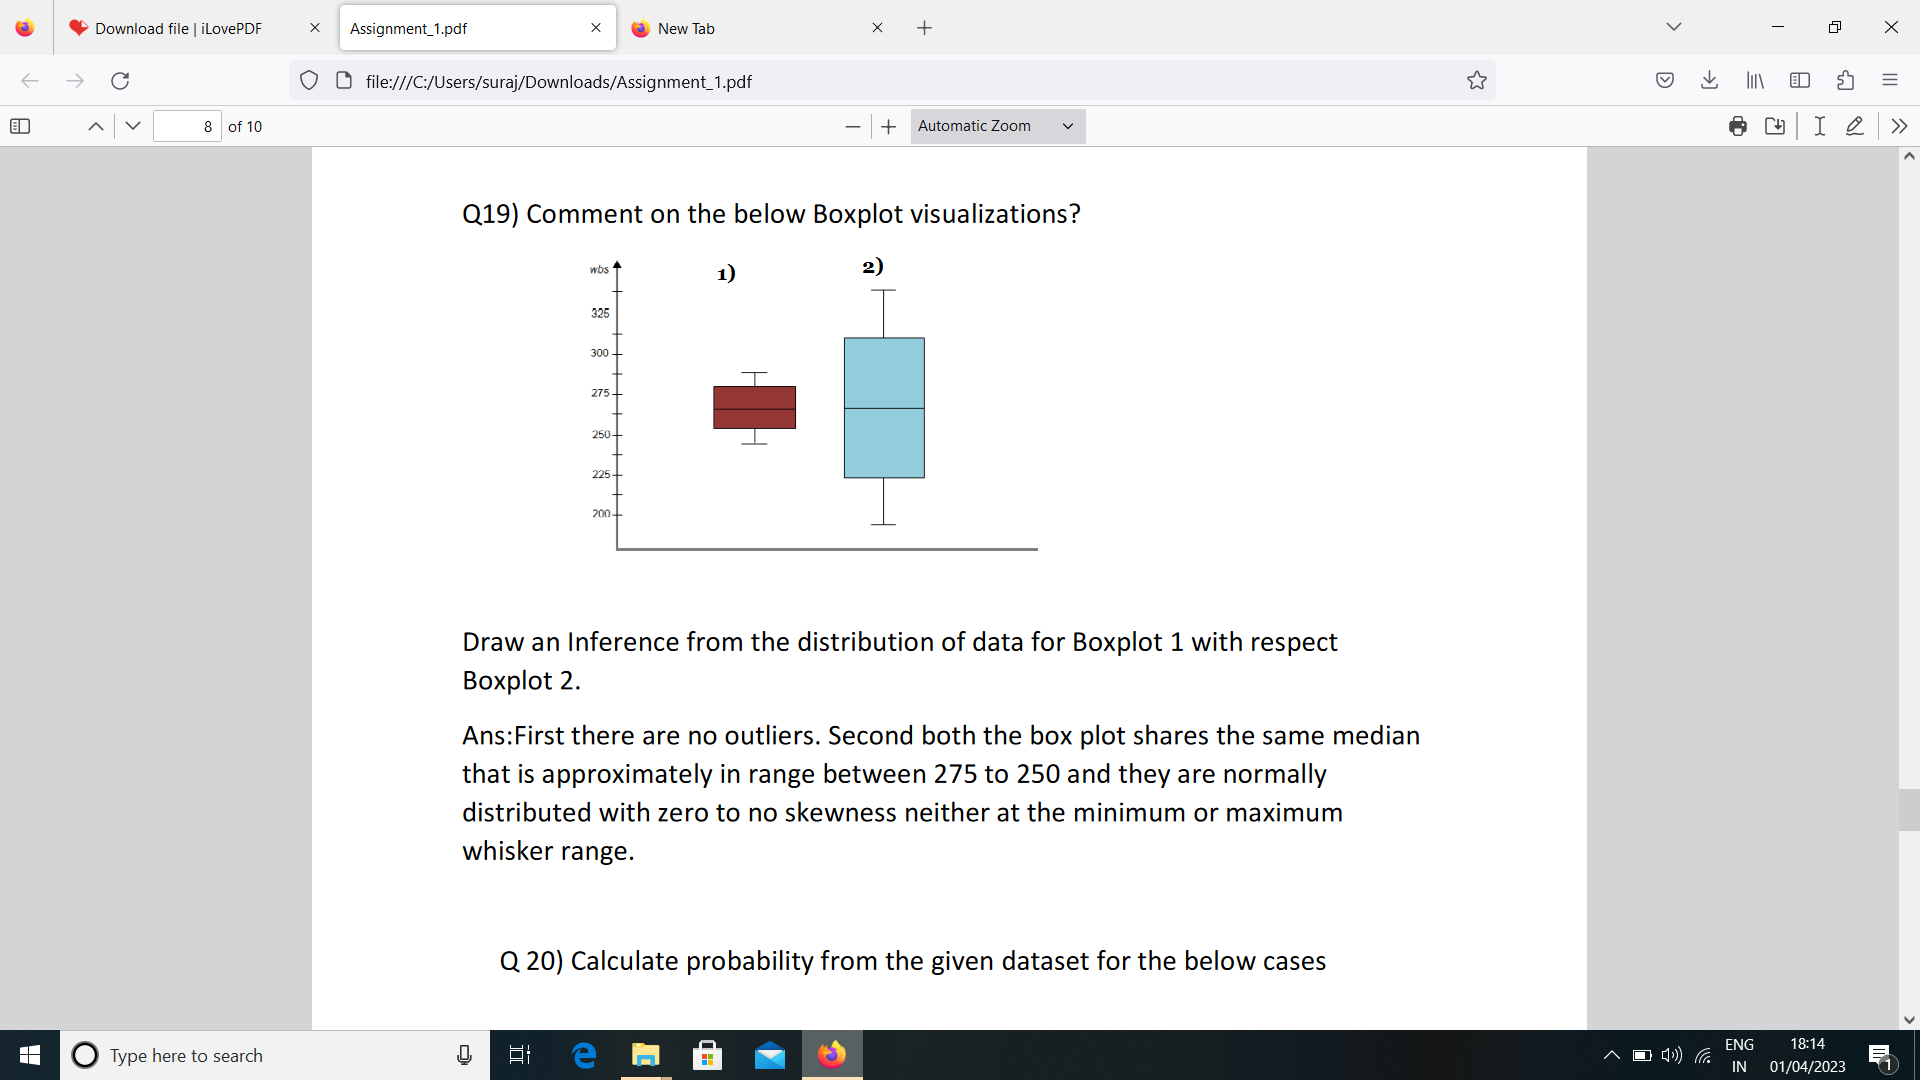 Download file | iLovePDF
Assignment_1.pdf
New Tab
file:///C:/Users/suraj/Downloads/Assignment_1.pdf
8 of 10
Automatic Zoom
Q19) Comment on the below Boxplot visualizations?
wbs
1)
2)
325
300
275
250
225
200
Draw an Inference from the distribution of data for Boxplot 1 with respect
Boxplot 2.
Ans:First there are no outliers. Second both the box plot shares the same median
that is approximately in range between 275 to 250 and they are normally
distributed with zero to no skewness neither at the minimum or maximum
whisker range.
Q 20) Calculate probability from the given dataset for the below cases
Type here to search
ENG
IN
18:14
01/04/2023
1